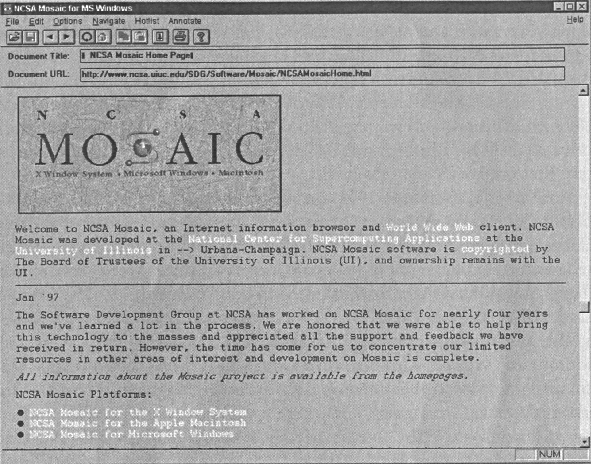 NCSA Mosaic for MS Windows
File Edit Options Navigate Hotlist Annotate Help
Document Title: NCSA Mosaic Home Page
Document URL: http://www.ncsa.uiuc.edu/SDG/Software/Mosaic/NCSAMosaicHome.html
N C S A
MOSAIC
X Window System • Microsoft Windows • Macintosh
Welcome to NCSA Mosaic, an Internet information browser and World Wide Web client. NCSA
Mosaic was developed at the National Center for Supercomputing Applications at the
University of Illinois in --> Urbana-Champaign. NCSA Mosaic software is copyrighted by
The Board of Trustees of the University of Illinois (UI), and ownership remains with the
UI.
Jan '97
The Software Development Group at NCSA has worked on NCSA Mosaic for nearly four years
and we've learned a lot in the process. We are honored that we were able to help bring
this technology to the masses and appreciated all the support and feedback we have
received in return. However, the time has come for us to concentrate our limited
resources in other areas of interest and development on Mosaic is complete.
All information about the Mosaic project is available from the homepages.
NCSA Mosaic Platforms:
● NCSA Mosaic for the X Window System
● NCSA Mosaic for the Apple Macintosh
● NCSA Mosaic for Microsoft Windows
NUM